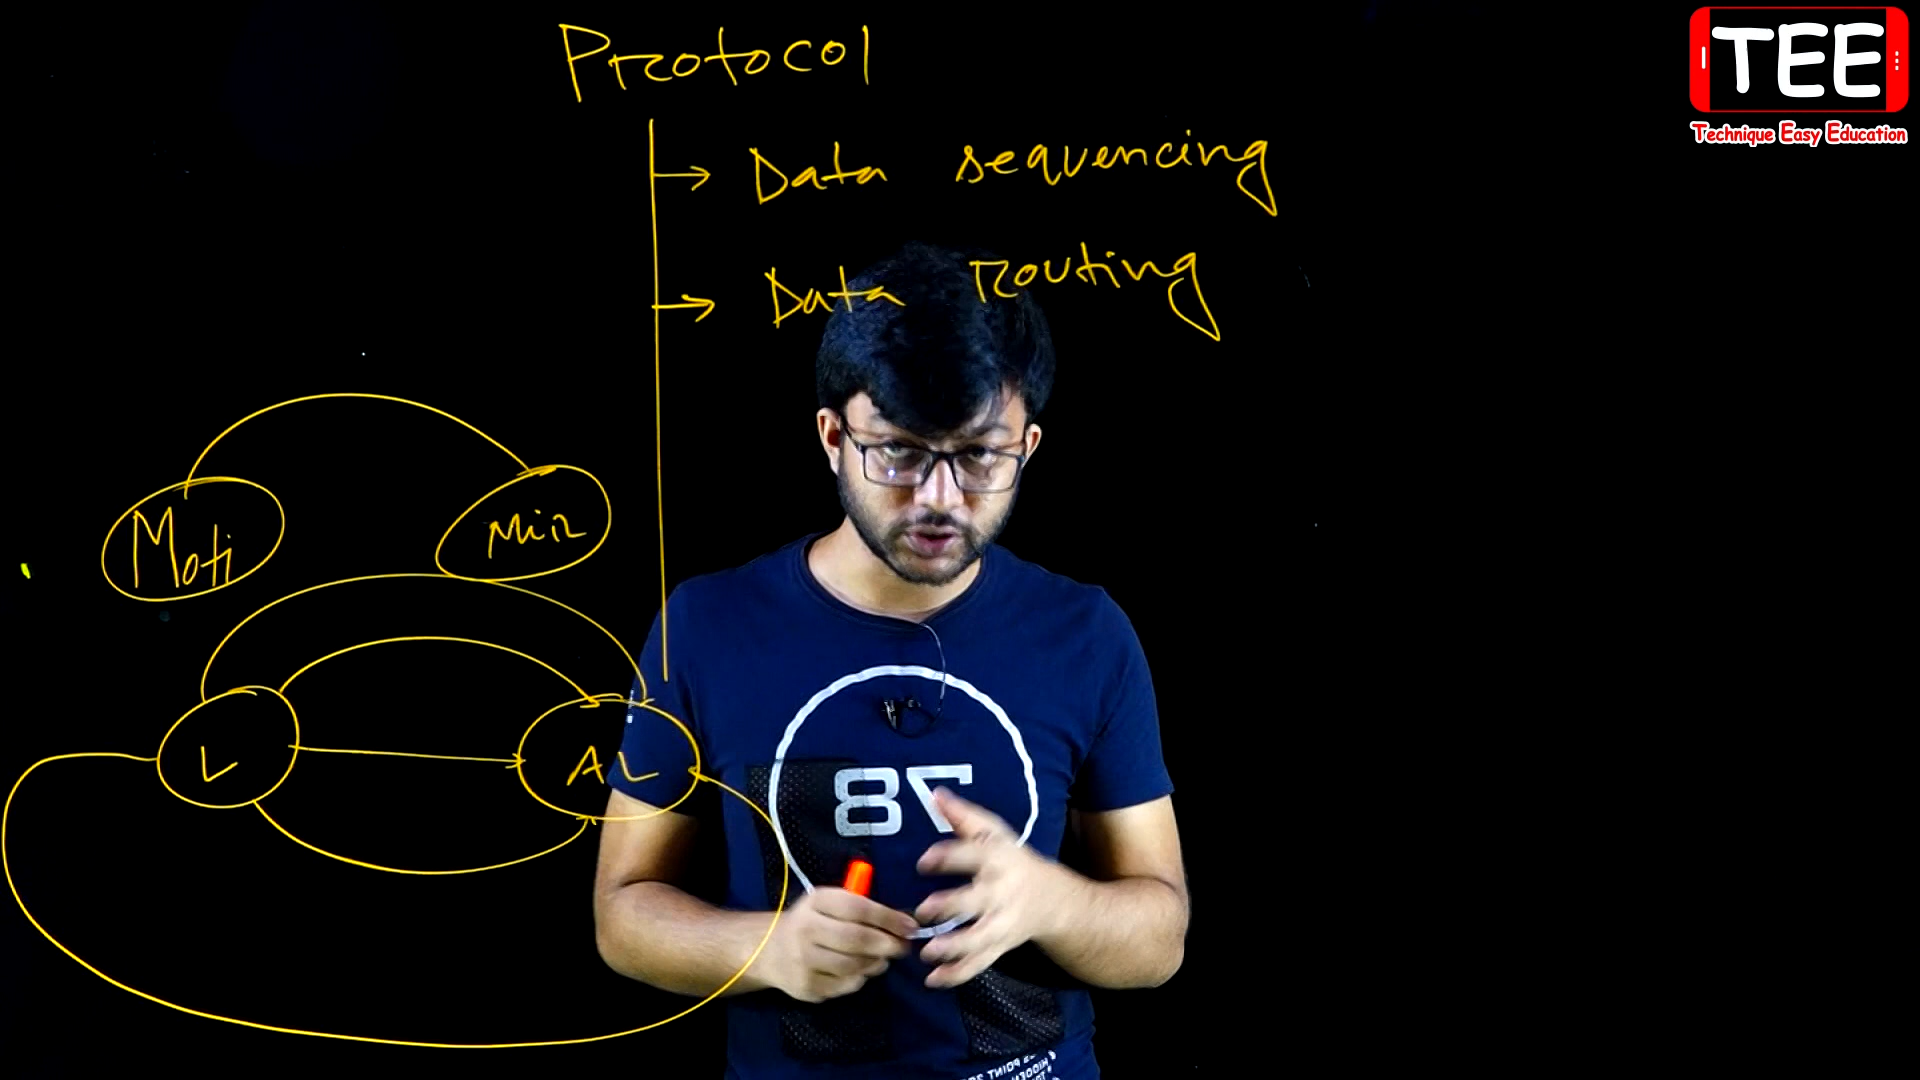 Protocol
TEE
Technique Easy Education
Data sequencing
Data routing
Moti
Mir
L
AL
78